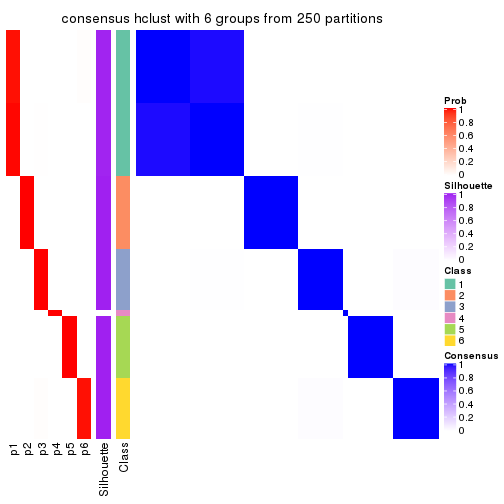 consensus hclust with 6 groups from 250 partitions
Prob
1
0.8
0.6
0.4
0.2
0
Silhouette
1
0.8
0.6
0.4
0.2
0
Class
1
2
3
4
5
6
Consensus
1
0.8
0.6
0.4
0.2
0
p1
p2
p3
p4
p5
p6
Silhouette
Class